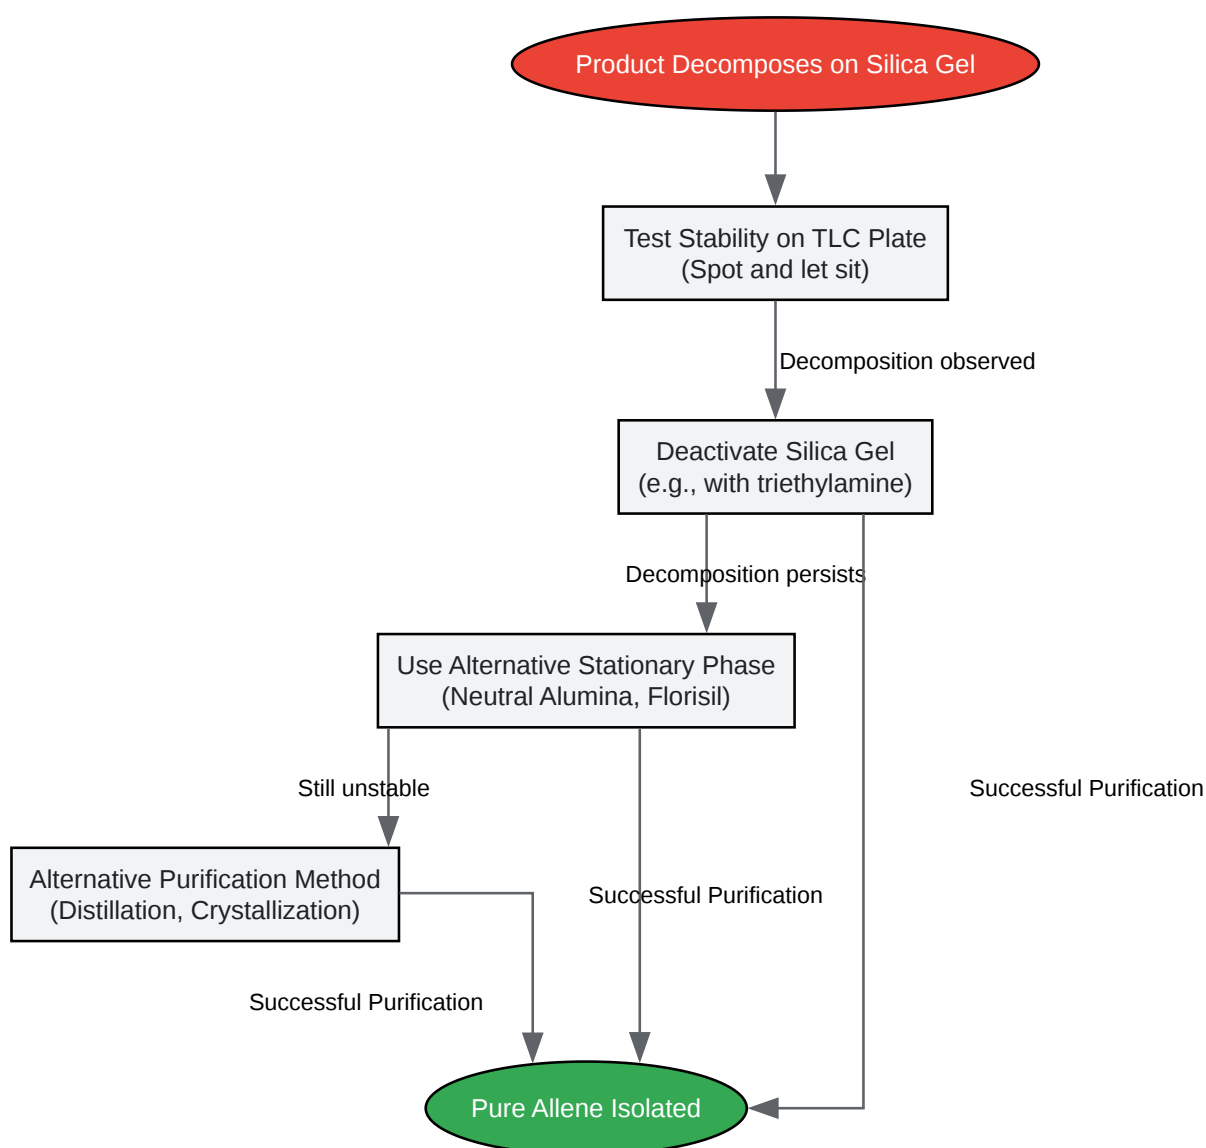 Product Decomposes on Silica Gel
Test Stability on TLC Plate
(Spot and let sit)
Decomposition observed
Deactivate Silica Gel
(e.g., with triethylamine)
Decomposition persists
Use Alternative Stationary Phase
(Neutral Alumina, Florisil)
Still unstable
Successful Purification
Alternative Purification Method
(Distillation, Crystallization)
Successful Purification
Successful Purification
Pure Allene Isolated